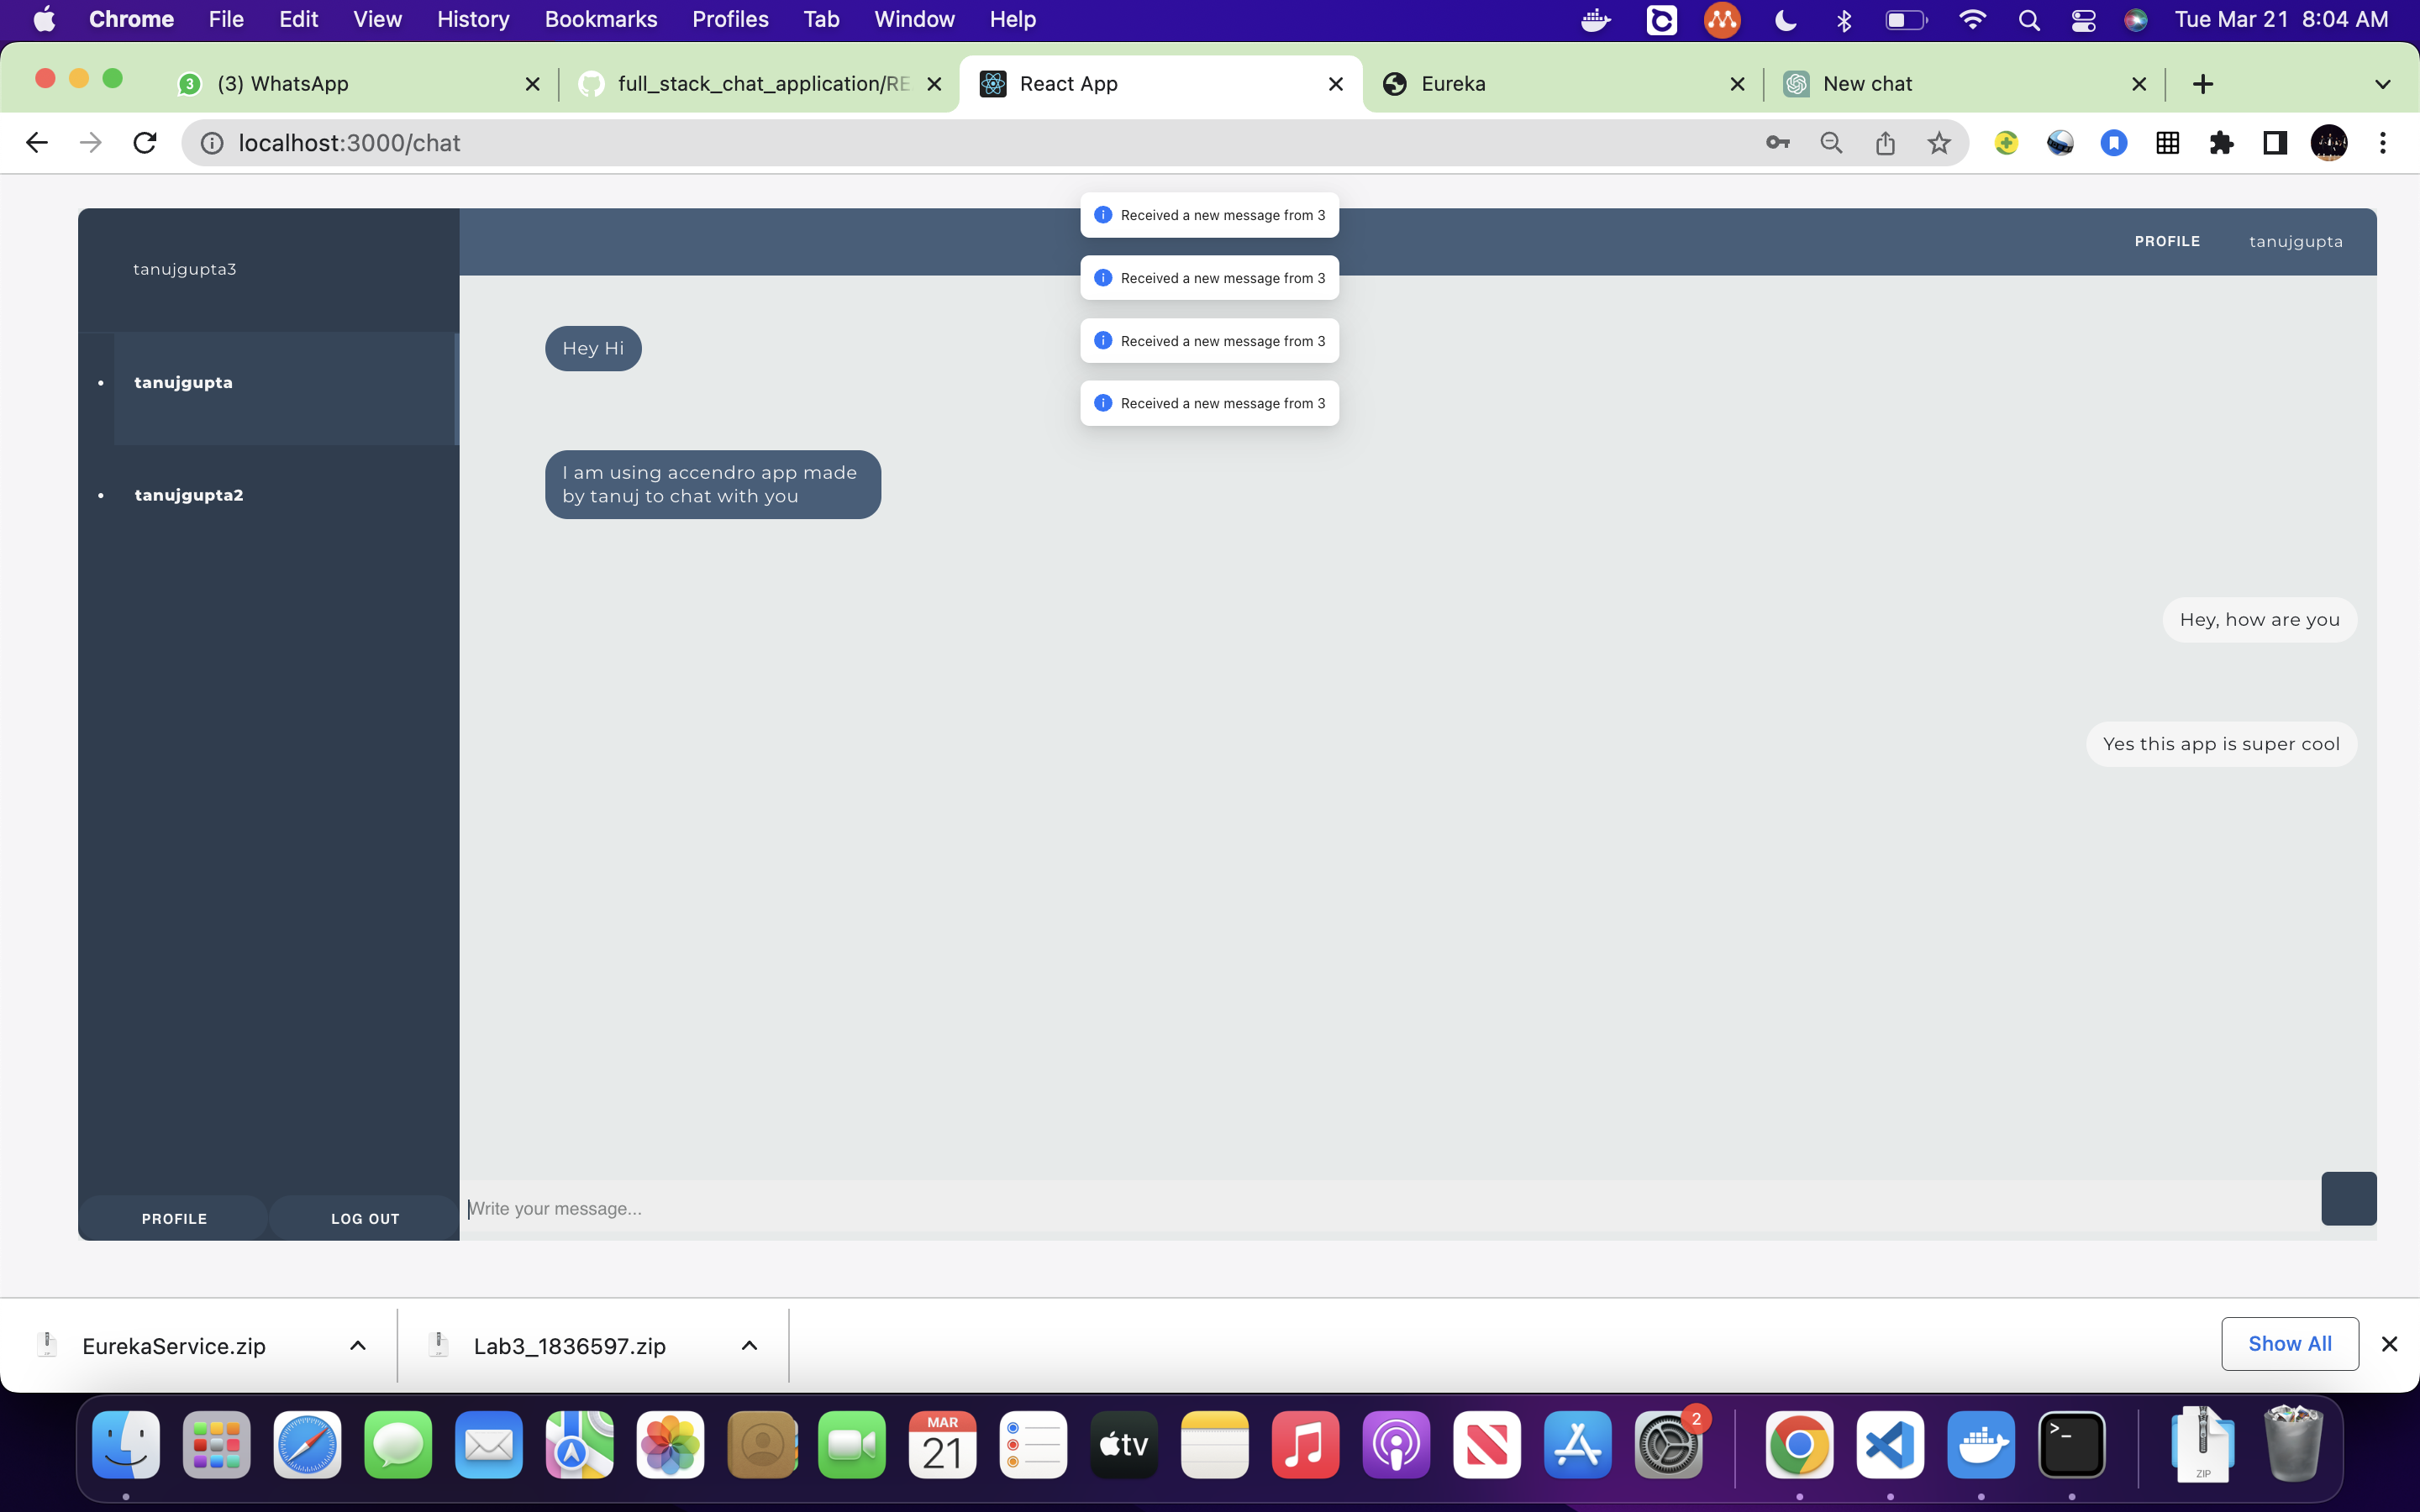 Chrome File Edit View History Bookmarks Profiles Tab Window Help Tue Mar 21 8:04 AM
3 (3) WhatsApp full_stack_chat_application/RE React App Eureka New chat
localhost:3000/chat
Received a new message from 3
Received a new message from 3
Received a new message from 3
Received a new message from 3
PROFILE tanujgupta
tanujgupta3
tanujgupta
tanujgupta2
Hey Hi
I am using accendro app made
by tanuj to chat with you
Hey, how are you
Yes this app is super cool
Write your message...
PROFILE LOG OUT
EurekaService.zip Lab3_1836597.zip Show All
MAR
21
tv
2
>_
ZIP